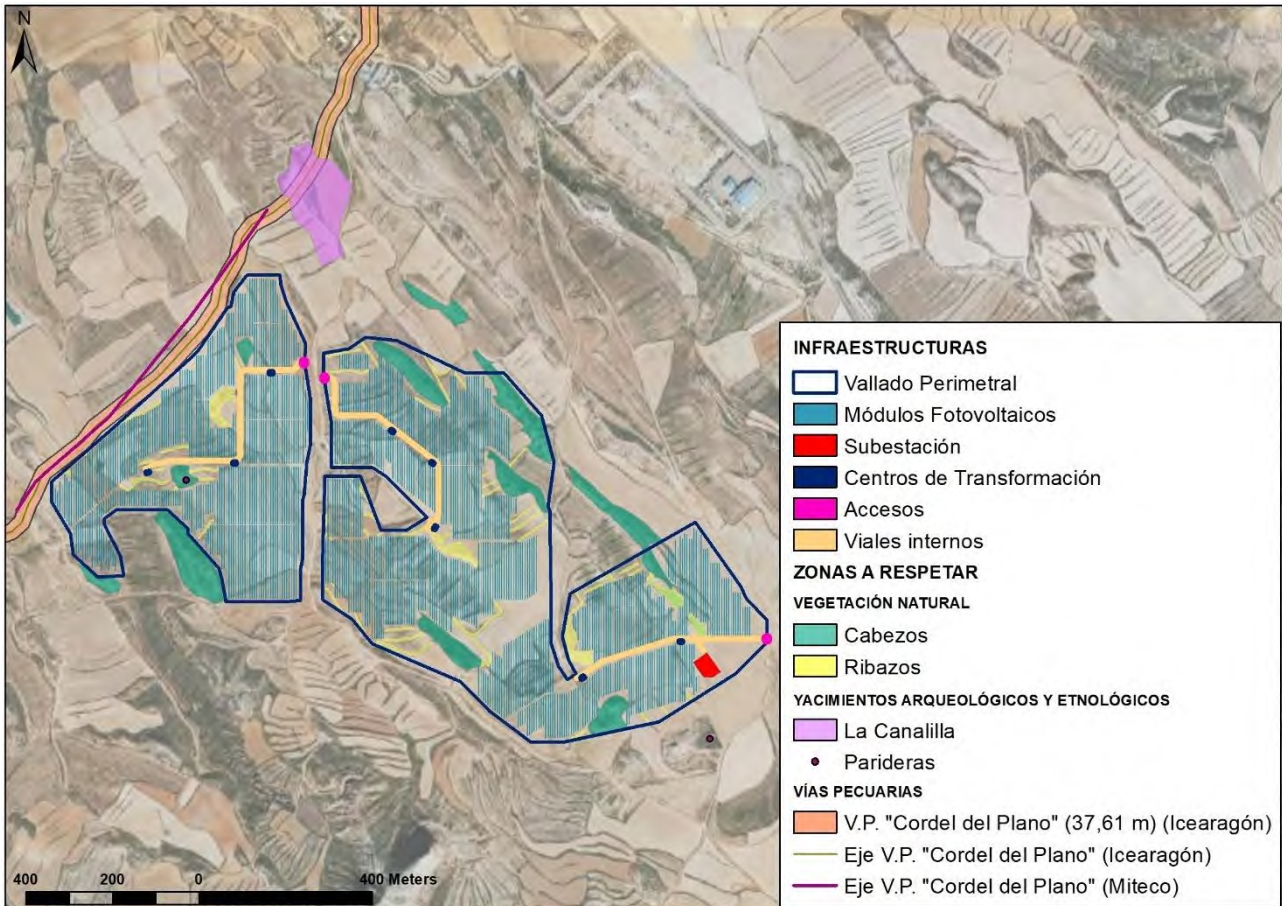 N
INFRAESTRUCTURAS
Vallado Perimetral
Módulos Fotovoltaicos
Subestación
Centros de Transformación
Accesos
Viales internos
ZONAS A RESPETAR
VEGETACIÓN NATURAL
Cabezos
Ribazos
YACIMIENTOS ARQUEOLÓGICOS Y ETNOLÓGICOS
La Canalilla
Parideras
VÍAS PECUARIAS
V.P. "Cordel del Plano" (37,61 m) (Icearagón)
Eje V.P. "Cordel del Plano" (Icearagón)
Eje V.P. "Cordel del Plano" (Miteco)
400 200 0 400 Meters